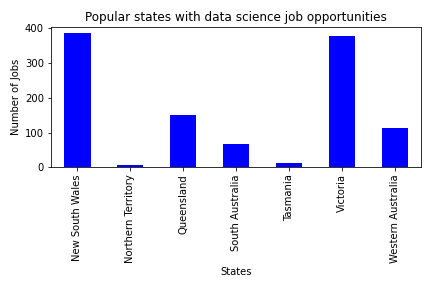 Popular states with data science job opportunities
Number of Jobs
400
300
200
100
0
New South Wales
Northern Territory
Queensland
South Australia
Tasmania
Victoria
Western Australia
States